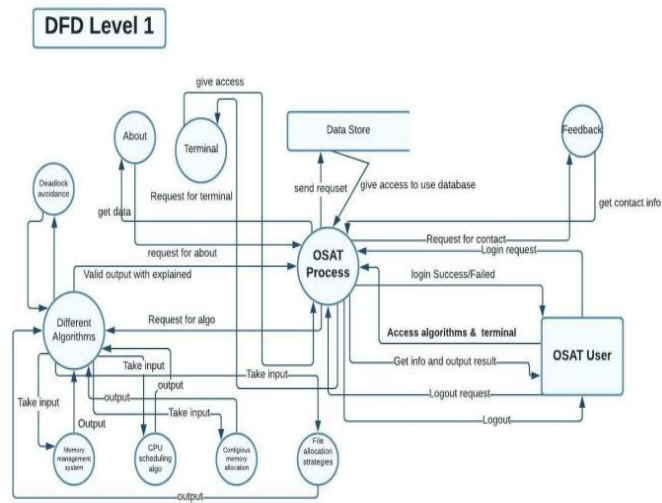 DFD Level 1
give access
About
Terminal
Data Store
Feedback
Deadlock
avoidance
Request for terminal
send requset
give access to use database
get contact info
get data
Request for contact
Login request
request for about
OSAT
Process
Valid output with explained
login Success/Failed
Different
Algorithms
Request for algo
Access algorithms & terminal
OSAT User
Take input
output
Take input
Get info and output result
Take input
output
Take input
Logout request
Output
Logout
Memory
management
system
CPU
scheduling
algo
Contigious
memory
allocation
File
allocation
strategies
output